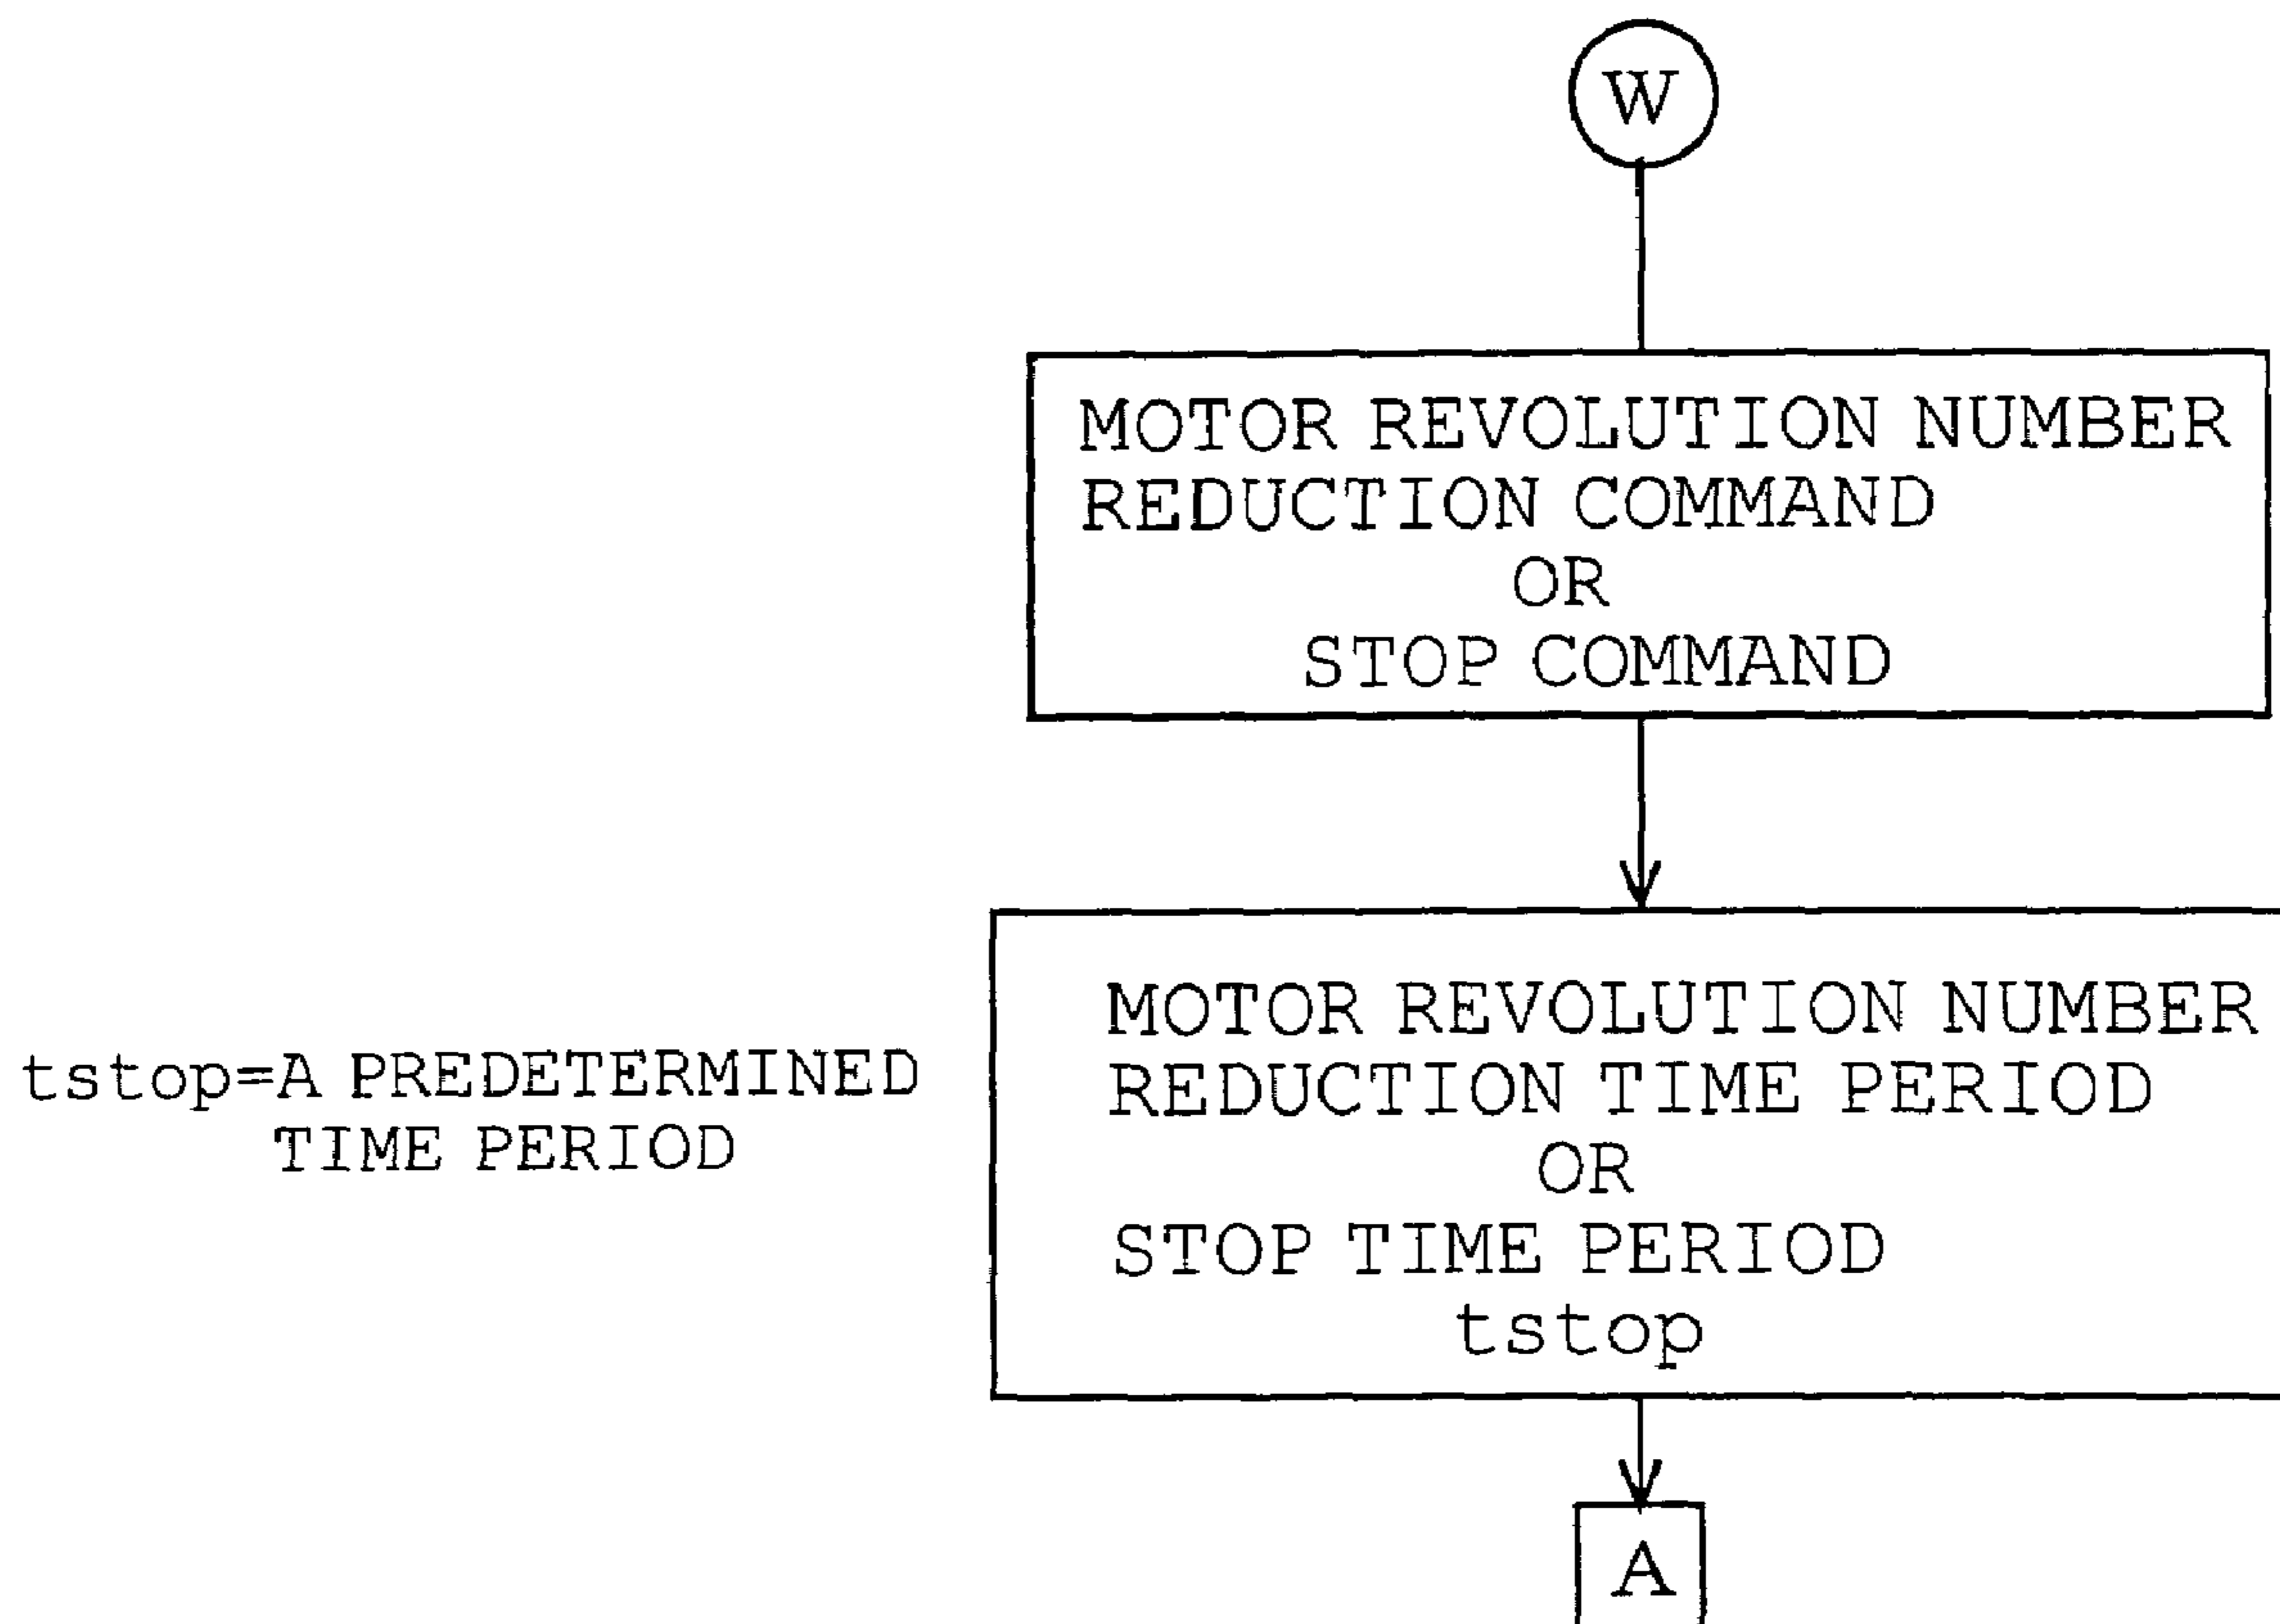 W
MOTOR REVOLUTION NUMBER
REDUCTION COMMAND
OR
STOP COMMAND
tstop=A PREDETERMINED
TIME PERIOD
MOTOR REVOLUTION NUMBER
REDUCTION TIME PERIOD
OR
STOP TIME PERIOD
tstop
A